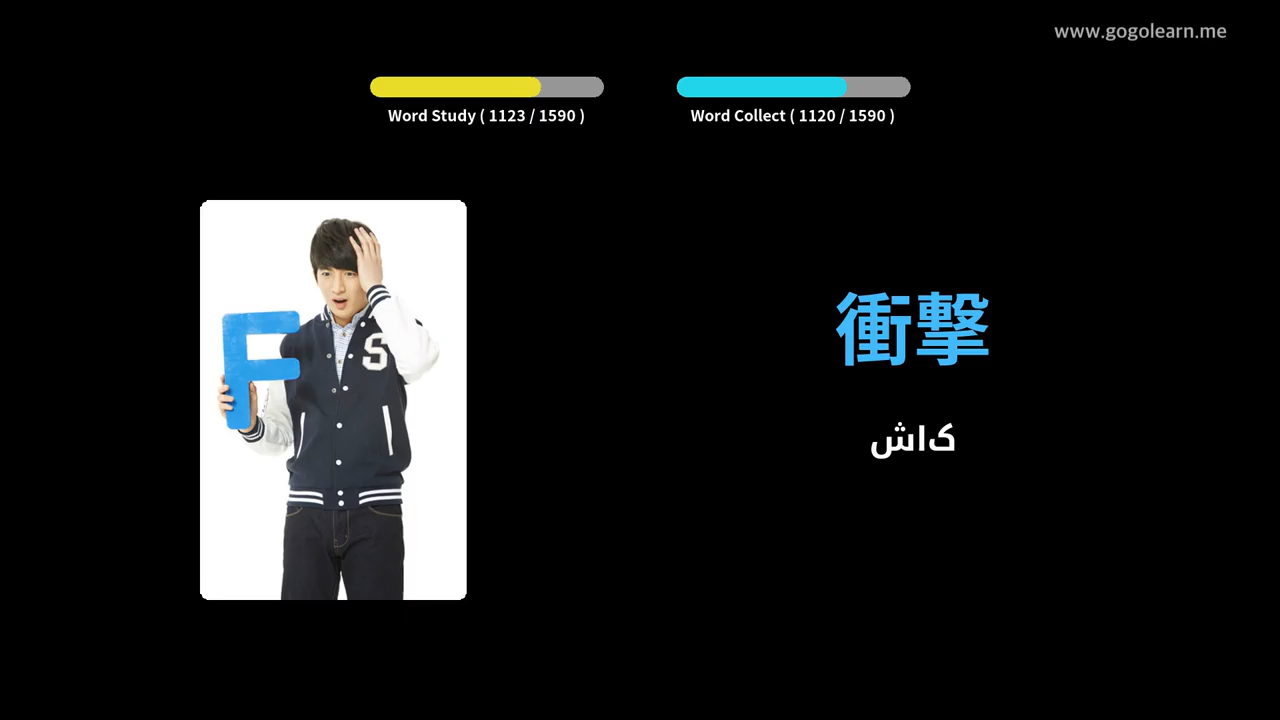 www.gogolearn.me
Word Study ( 1123 / 1590 )
Word Collect ( 1120 / 1590 )
F
S
衝撃
کاش